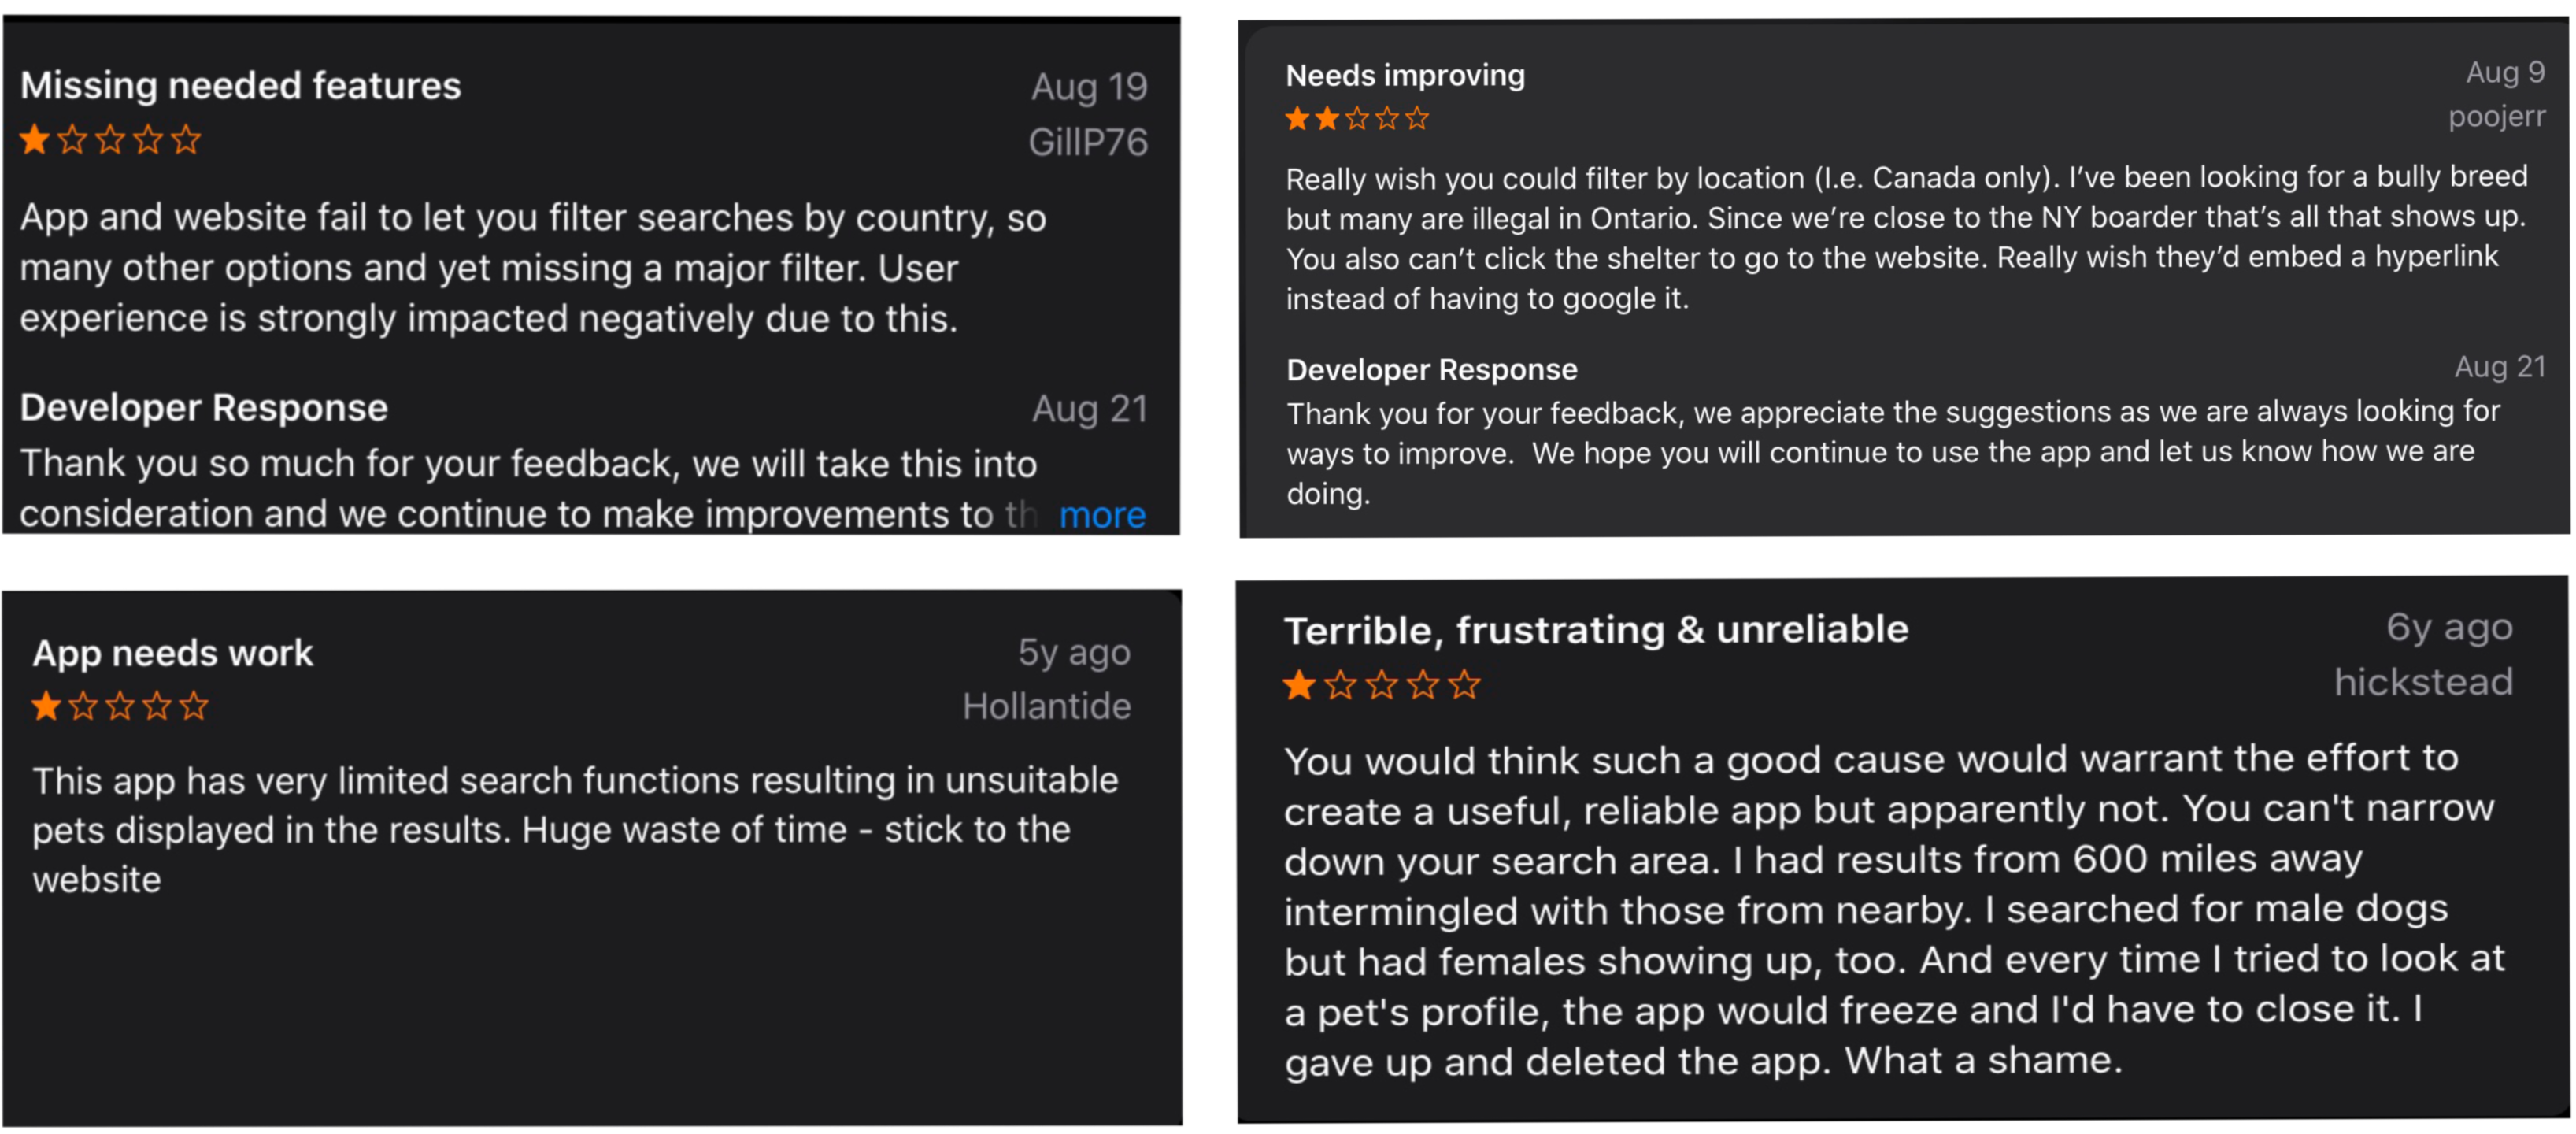 Missing needed features
Aug 19
GillP76
App and website fail to let you filter searches by country, so
many other options and yet missing a major filter. User
experience is strongly impacted negatively due to this.
Developer Response
Aug 21
Thank you so much for your feedback, we will take this into
consideration and we continue to make improvements to th more
Needs improving
Aug 9
poojerr
Really wish you could filter by location (I.e. Canada only). I've been looking for a bully breed
but many are illegal in Ontario. Since we're close to the NY boarder that's all that shows up.
You also can't click the shelter to go to the website. Really wish they'd embed a hyperlink
instead of having to google it.
Developer Response
Aug 21
Thank you for your feedback, we appreciate the suggestions as we are always looking for
ways to improve.  We hope you will continue to use the app and let us know how we are
doing.
App needs work
5y ago
Hollantide
This app has very limited search functions resulting in unsuitable
pets displayed in the results. Huge waste of time - stick to the
website
Terrible, frustrating & unreliable
6y ago
hickstead
You would think such a good cause would warrant the effort to
create a useful, reliable app but apparently not. You can't narrow
down your search area. I had results from 600 miles away
intermingled with those from nearby. I searched for male dogs
but had females showing up, too. And every time I tried to look at
a pet's profile, the app would freeze and I'd have to close it. I
gave up and deleted the app. What a shame.